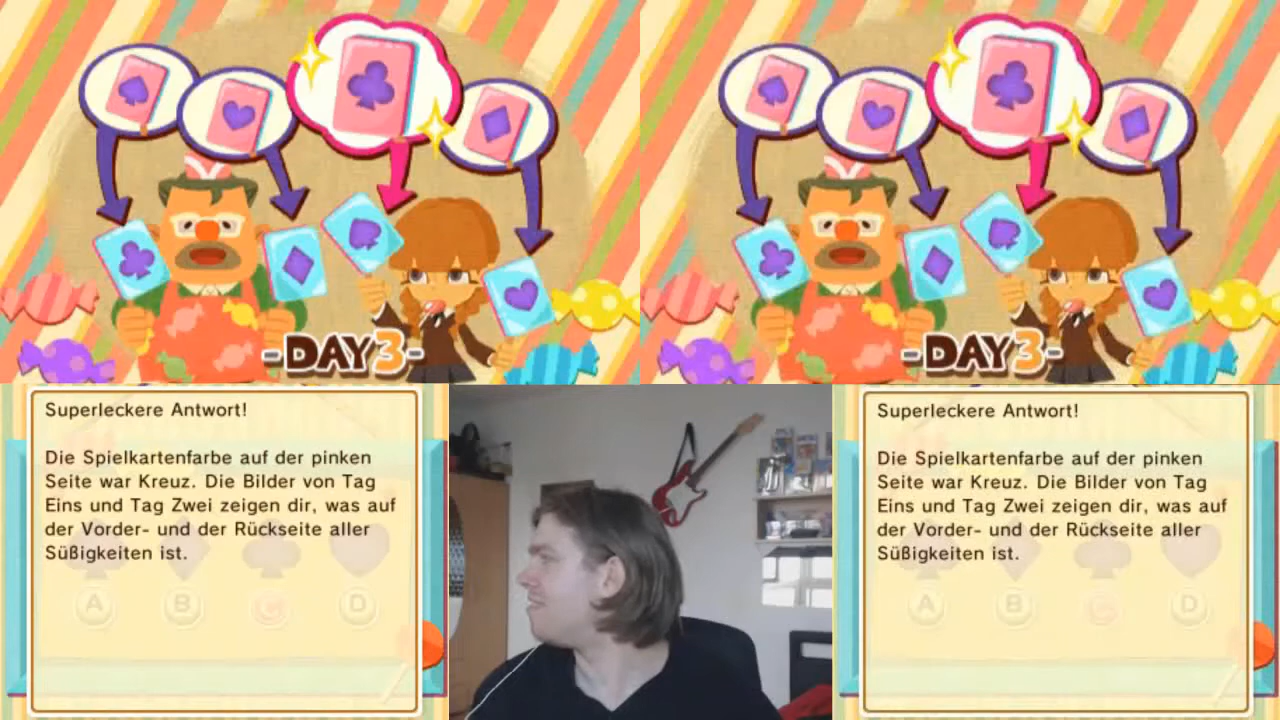 -DAY3-
-DAY3-
Superleckere Antwort!
Die Spielkartenfarbe auf der pinken
Seite war Kreuz. Die Bilder von Tag
Eins und Tag Zwei zeigen dir, was auf
der Vorder- und der Rückseite aller
Süßigkeiten ist.
A B C D
Superleckere Antwort!
Die Spielkartenfarbe auf der pinken
Seite war Kreuz. Die Bilder von Tag
Eins und Tag Zwei zeigen dir, was auf
der Vorder- und der Rückseite aller
Süßigkeiten ist.
A B C D